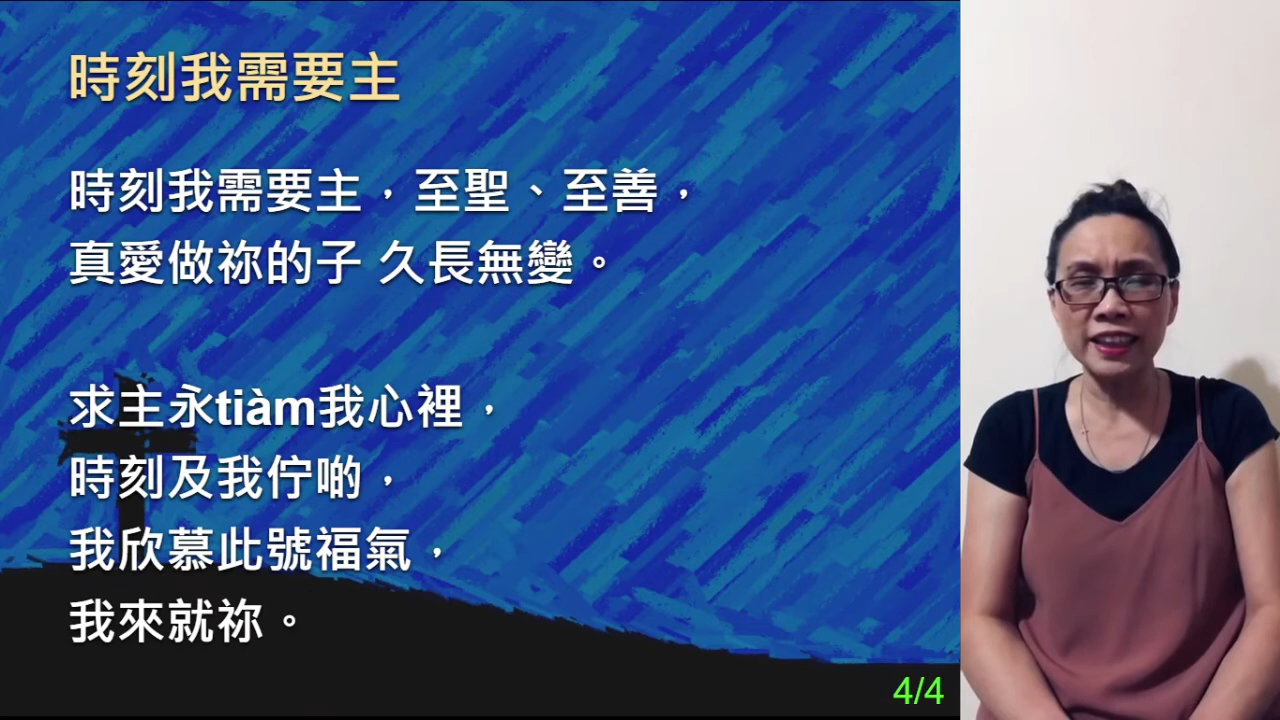 時刻我需要主
時刻我需要主，至聖、至善，
真愛做祢的子 久長無變。
求主永tiàm我心裡，
時刻及我佇啲，
我欣慕此號福氣，
我來就祢。
4/4